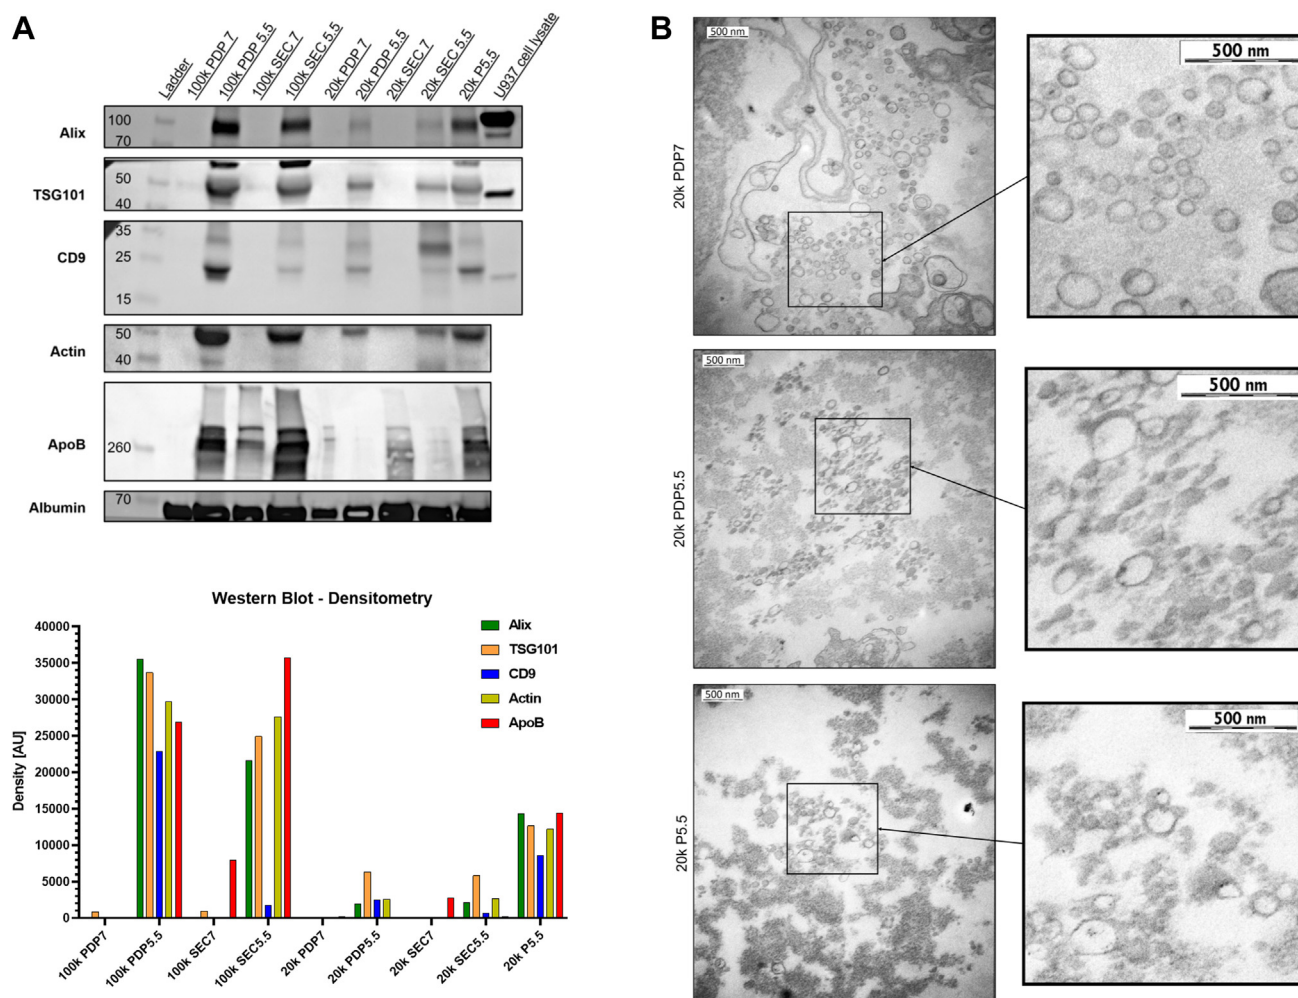 A
Ladder
100k PDP 7
100k PDP 5.5
100k SEC 7
100k SEC 5.5
20k PDP 7
20k PDP 5.5
20k SEC 7
20k SEC 5.5
20k P5.5
U937 cell lysate
Alix
100
70
TSG101
50
40
CD9
35
25
15
Actin
50
40
ApoB
260
Albumin
70
Western Blot - Densitometry
Density [AU]
40000
35000
30000
25000
20000
15000
10000
5000
0
Alix
TSG101
CD9
Actin
ApoB
100k PDP7
100k PDP5.5
100k SEC7
100k SEC5.5
20k PDP7
20k PDP5.5
20k SEC7
20k SEC5.5
20k P5.5
B
20k PDP7
500 nm
500 nm
20k PDP5.5
500 nm
500 nm
20k P5.5
500 nm
500 nm